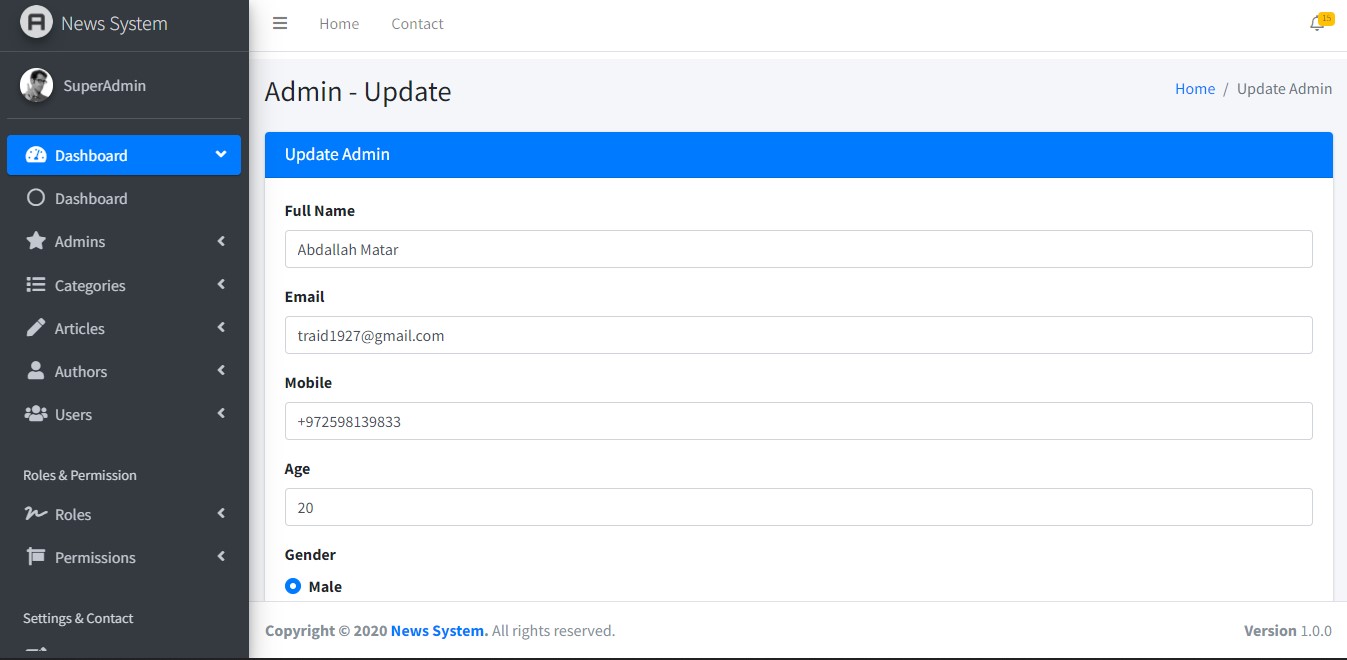 News System
SuperAdmin
Dashboard
Dashboard
Admins
Categories
Articles
Authors
Users
Roles & Permission
Roles
Permissions
Settings & Contact
Home Contact
15
Admin - Update
Home / Update Admin
Update Admin
Full Name
Abdallah Matar
Email
traid1927@gmail.com
Mobile
+972598139833
Age
20
Gender
Male
Copyright © 2020 News System. All rights reserved.
Version 1.0.0